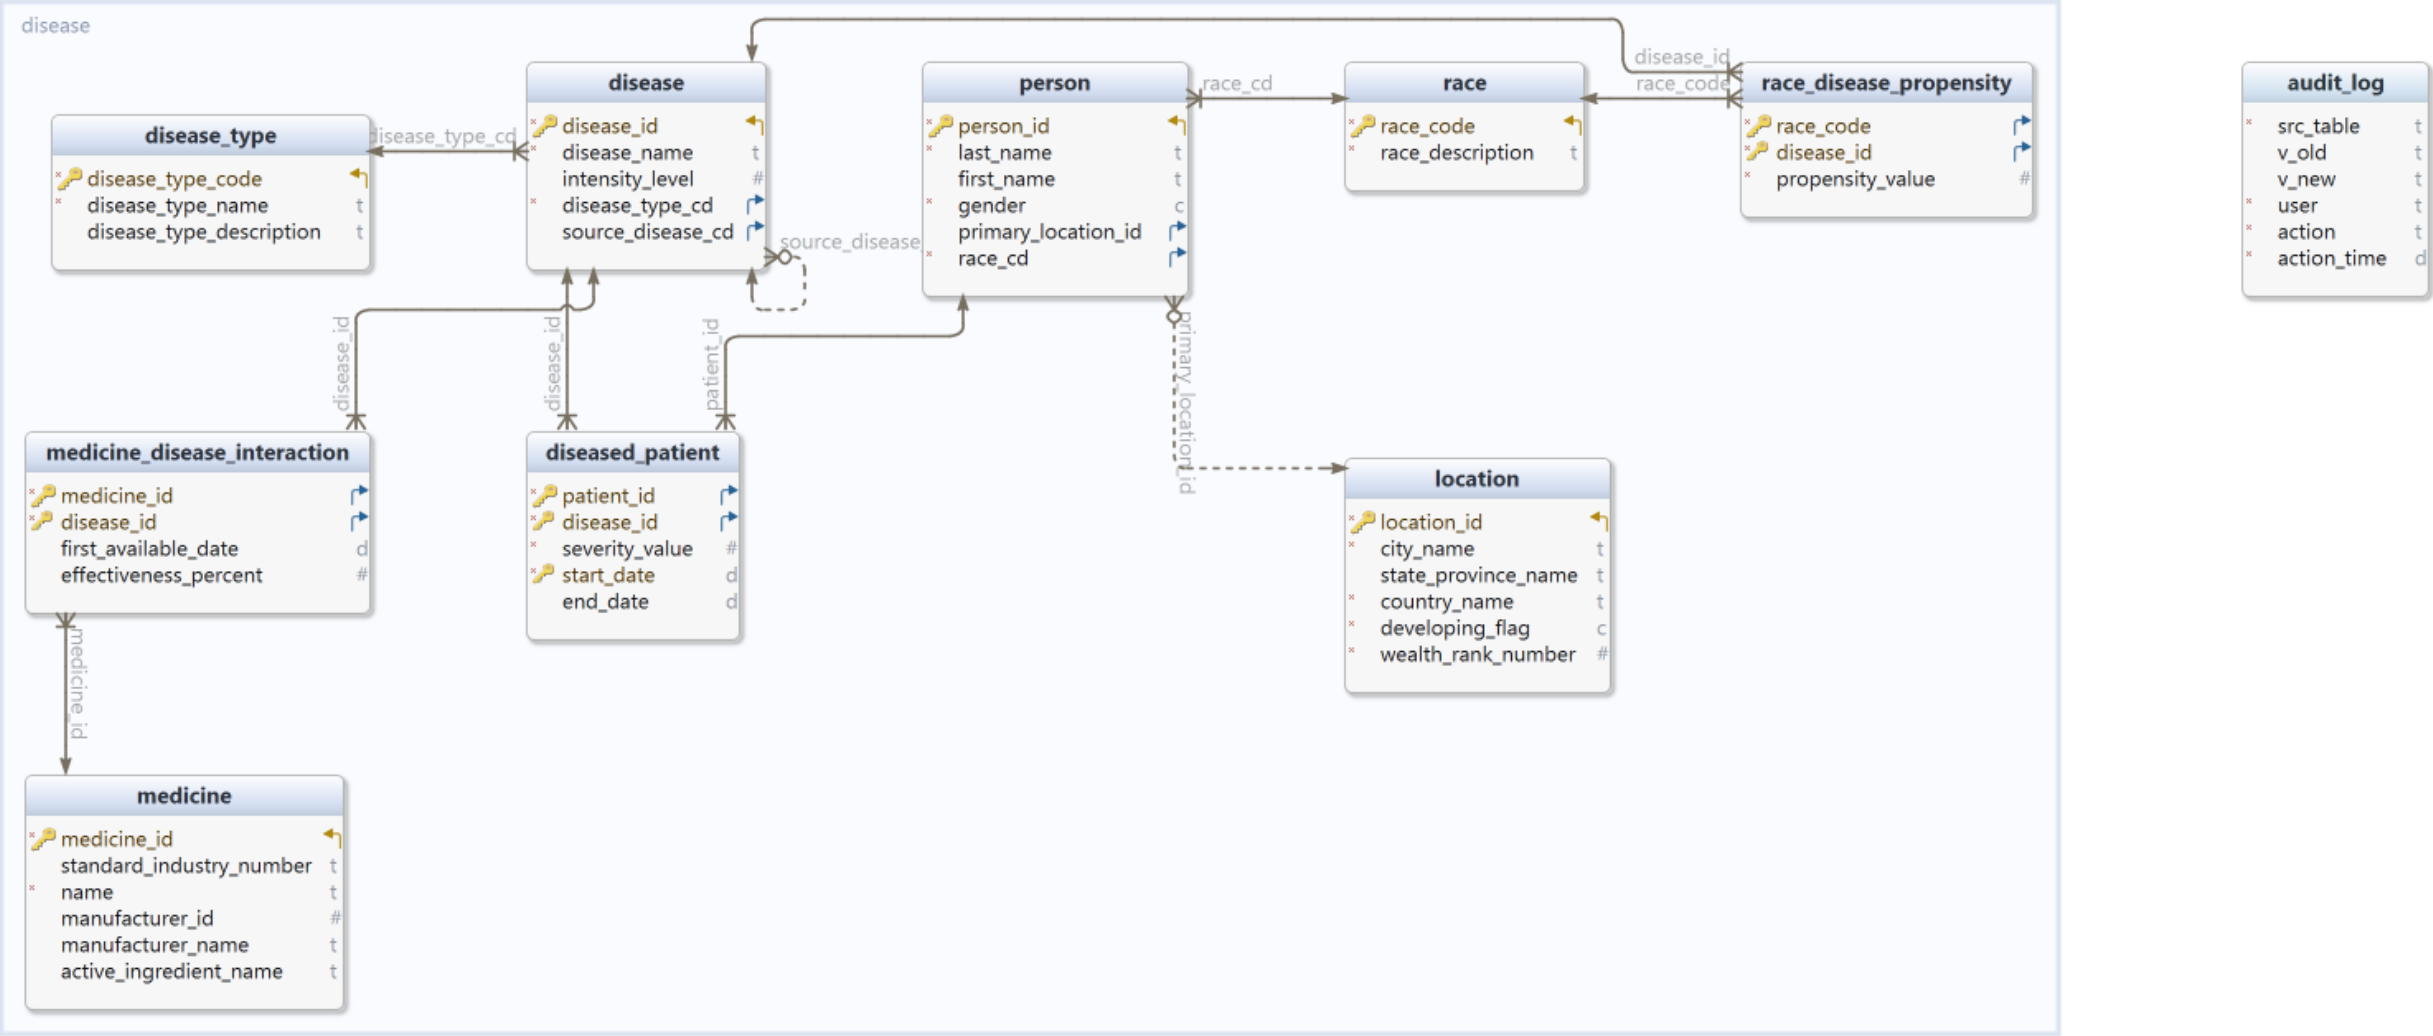 disease
disease_type
disease_type_code
disease_type_name t
disease_type_description t
disease_type_cd
disease
disease_id
disease_name t
intensity_level #
disease_type_cd
source_disease_cd
source_disease
person
person_id
last_name t
first_name t
gender c
primary_location_id
race_cd
race_cd
race
race_code
race_description t
disease_id
race_code
race_disease_propensity
race_code
disease_id
propensity_value #
audit_log
src_table t
v_old t
v_new t
user t
action t
action_time d
disease_id
disease_id
patient_id
primary_location_id
medicine_disease_interaction
medicine_id
disease_id
first_available_date d
effectiveness_percent #
diseased_patient
patient_id
disease_id
severity_value #
start_date d
end_date d
location
location_id
city_name t
state_province_name t
country_name t
developing_flag c
wealth_rank_number #
medicine_id
medicine
medicine_id
standard_industry_number t
name t
manufacturer_id #
manufacturer_name t
active_ingredient_name t